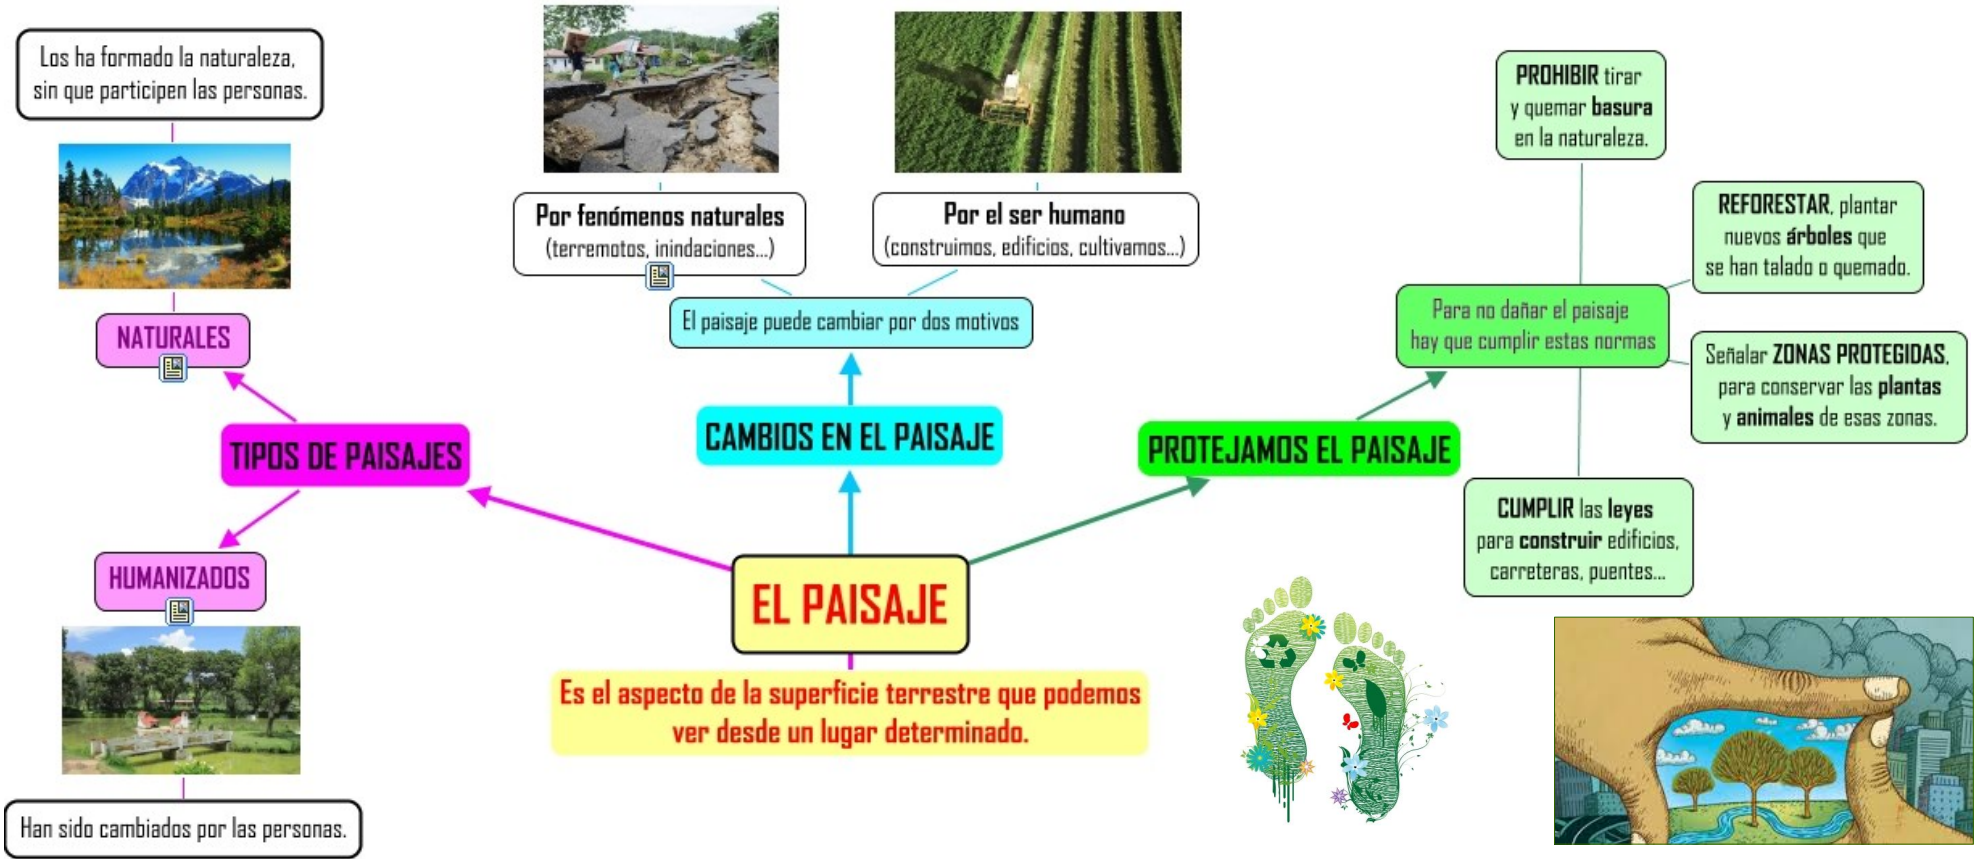 Los ha formado la naturaleza,
sin que participen las personas.
NATURALES
TIPOS DE PAISAJES
HUMANIZADOS
Han sido cambiados por las personas.
Por fenómenos naturales
(terremotos, inindaciones...)
Por el ser humano
(construimos, edificios, cultivamos...)
El paisaje puede cambiar por dos motivos
CAMBIOS EN EL PAISAJE
EL PAISAJE
Es el aspecto de la superficie terrestre que podemos
ver desde un lugar determinado.
PROTEJAMOS EL PAISAJE
Para no dañar el paisaje
hay que cumplir estas normas
PROHIBIR tirar
y quemar basura
en la naturaleza.
REFORESTAR, plantar
nuevos árboles que
se han talado o quemado.
Señalar ZONAS PROTEGIDAS,
para conservar las plantas
y animales de esas zonas.
CUMPLIR las leyes
para construir edificios,
carreteras, puentes...